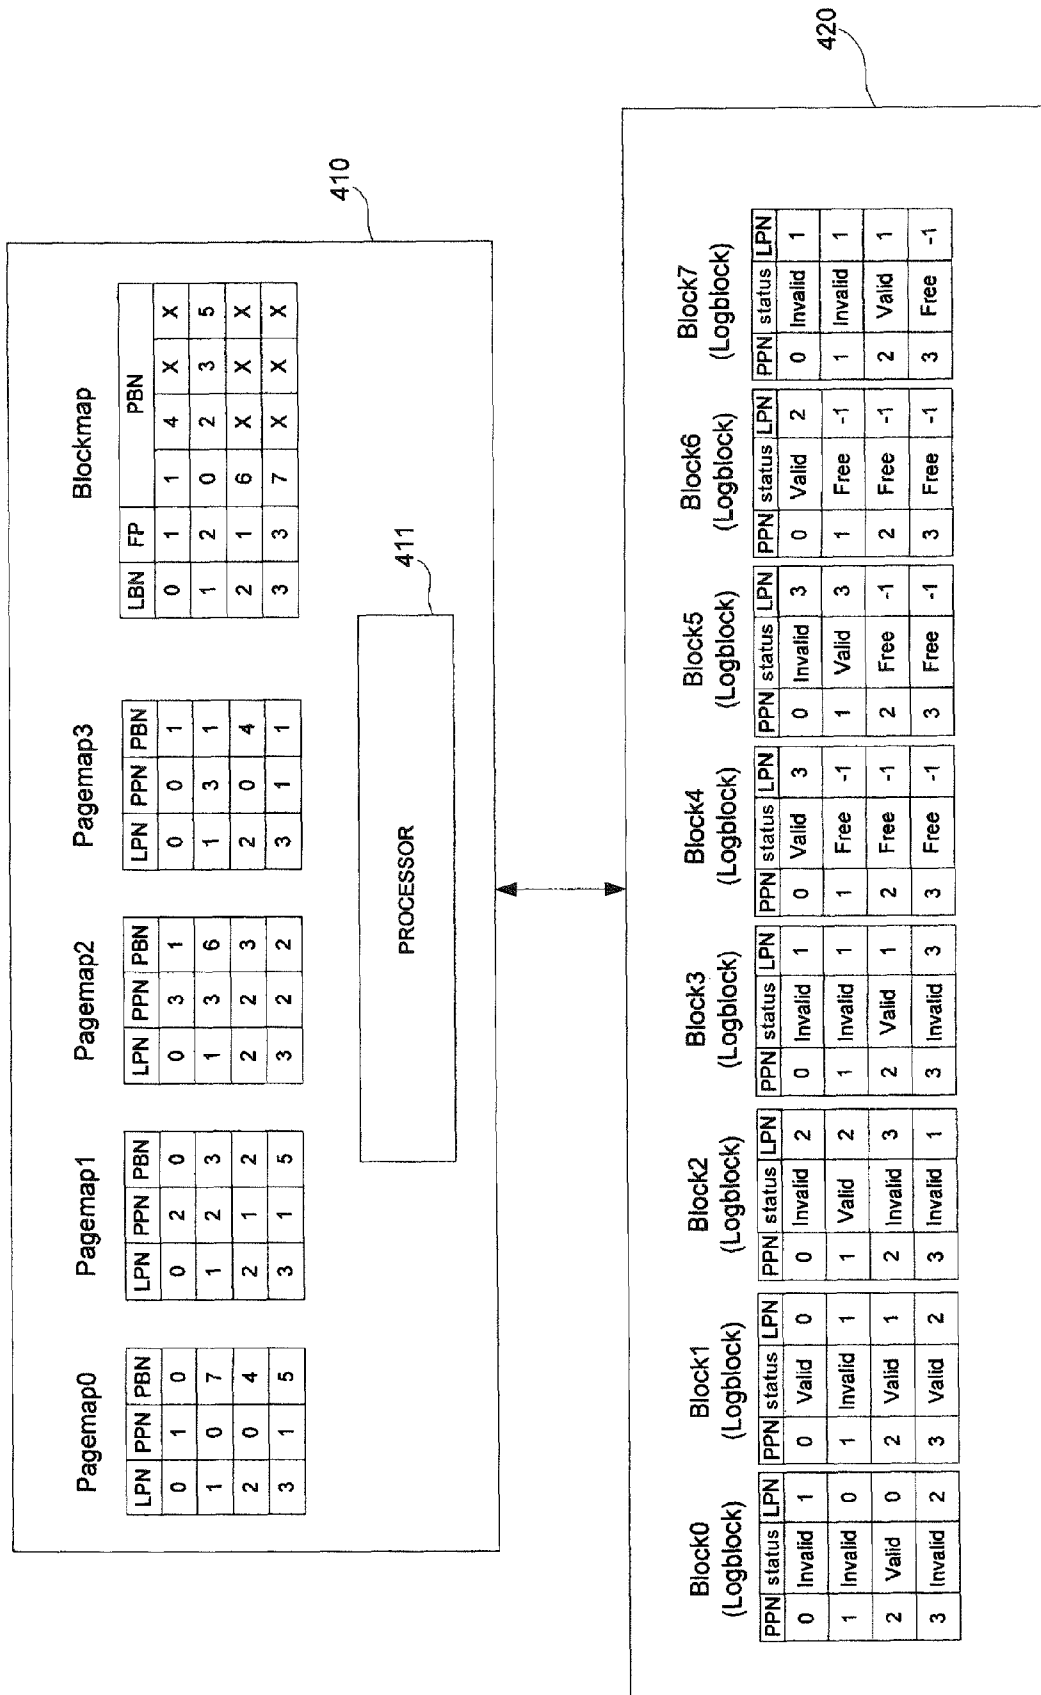 Pagemap0
LPN PPN PBN
0 1 0
1 0 7
2 0 4
3 1 5
Pagemap1
LPN PPN PBN
0 2 0
1 2 3
2 1 2
3 1 5
Pagemap2
LPN PPN PBN
0 3 1
1 3 6
2 2 3
3 2 2
Pagemap3
LPN PPN PBN
0 0 1
1 3 1
2 0 4
3 1 1
Blockmap
LBN FP PBN
0 1 1 4 X X
1 2 0 2 3 5
2 1 6 X X X
3 3 7 X X X
PROCESSOR
411
410
Block0
(Logblock)
PPN status LPN
0 Invalid 1
1 Invalid 0
2 Valid 0
3 Invalid 2
Block1
(Logblock)
PPN status LPN
0 Valid 0
1 Invalid 1
2 Valid 1
3 Valid 2
Block2
(Logblock)
PPN status LPN
0 Invalid 2
1 Valid 2
2 Invalid 3
3 Invalid 1
Block3
(Logblock)
PPN status LPN
0 Invalid 1
1 Invalid 1
2 Valid 1
3 Invalid 3
Block4
(Logblock)
PPN status LPN
0 Valid 3
1 Free -1
2 Free -1
3 Free -1
Block5
(Logblock)
PPN status LPN
0 Invalid 3
1 Valid 3
2 Free -1
3 Free -1
Block6
(Logblock)
PPN status LPN
0 Valid 2
1 Free -1
2 Free -1
3 Free -1
Block7
(Logblock)
PPN status LPN
0 Invalid 1
1 Invalid 1
2 Valid 1
3 Free -1
420